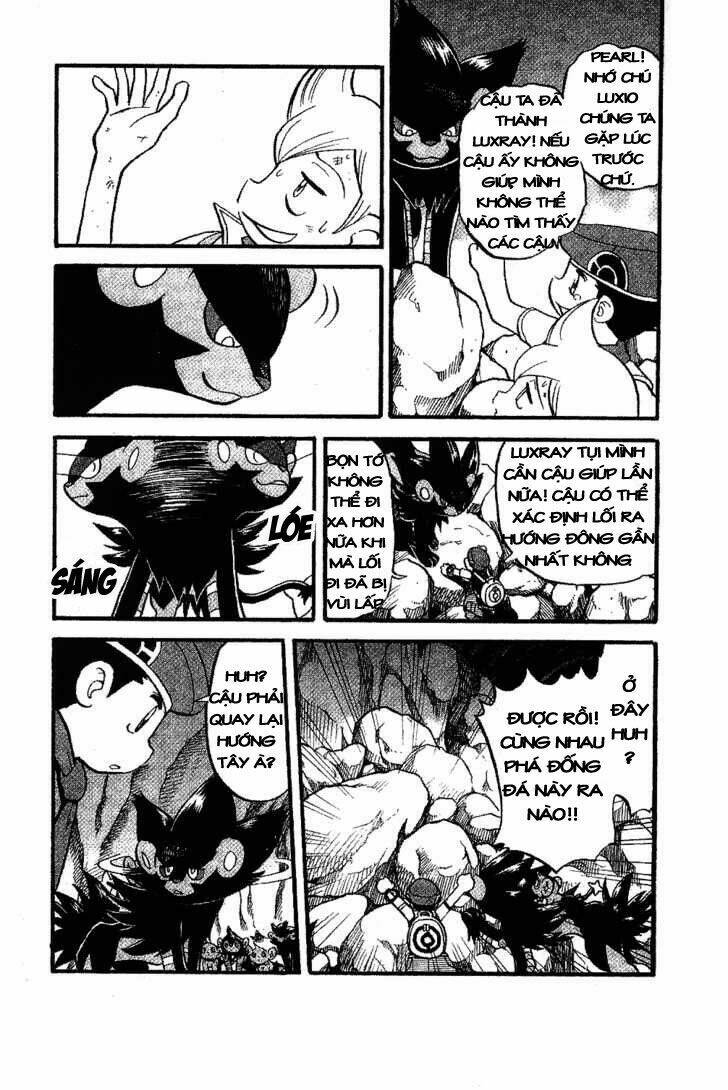 PEARL!
NHỚ CHÚ
LUXIO
CHÚNG TA
GẶP LÚC
TRƯỚC
CHỨ.
CẬU TA ĐÃ
THÀNH
LUXRAY! NẾU
CẬU ẤY KHÔNG
GIÚP MÌNH
KHÔNG THỂ
NÀO TÌM THẤY
CÁC CẬU
LUXRAY TỤI MÌNH
CẦN CẬU GIÚP LẦN
NỮA! CẬU CÓ THỂ
XÁC ĐỊNH LỐI RA
HƯỚNG ĐÔNG GẦN
NHẤT KHÔNG
BỌN TỚ
KHÔNG
THỂ ĐI
XA HƠN
NỮA KHI
MÀ LỐI
ĐI ĐÃ BỊ
VÙI LẤP
LÓE
SÁNG
Ở
ĐÂY
HUH
?
ĐƯỢC RỒI!
CÙNG NHAU
PHÁ ĐỐNG
ĐÁ NÀY RA
NÀO!!
HUH?
CẬU PHẢI
QUAY LẠI
HƯỚNG
TÂY À?